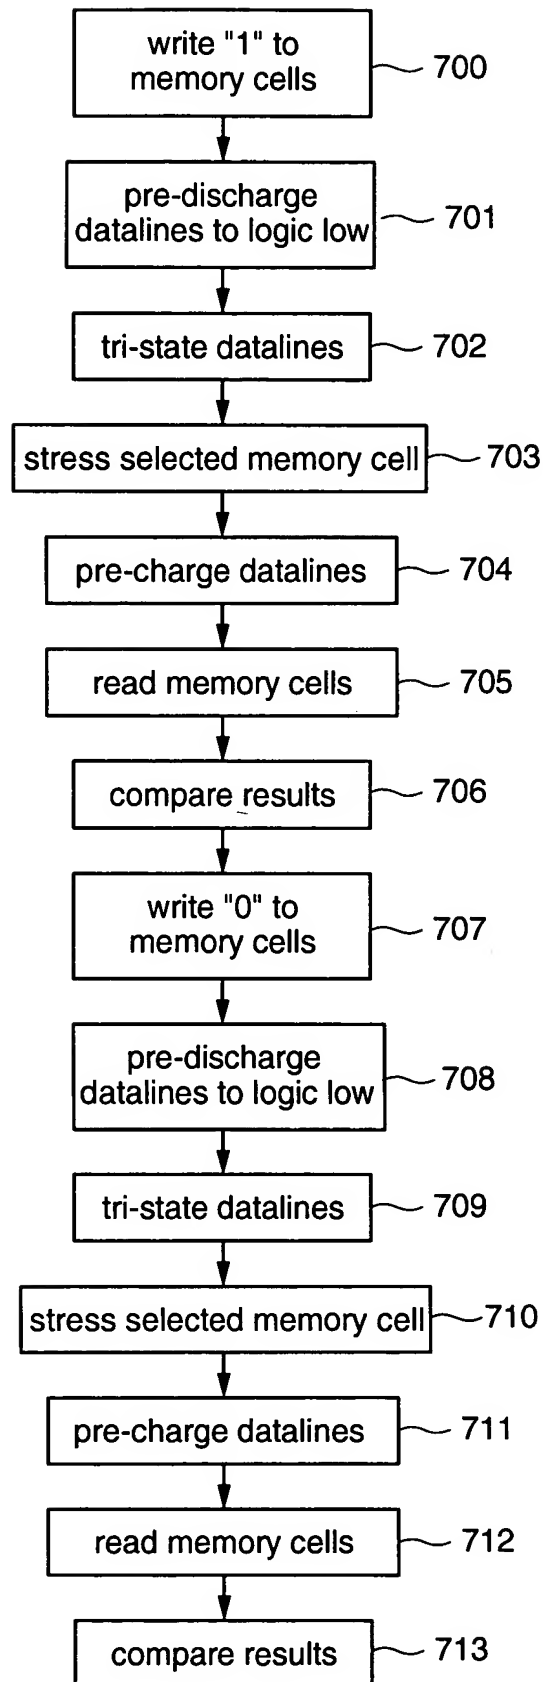 write "1" to
memory cells
700
pre-discharge
datalines to logic low
701
tri-state datalines
702
stress selected memory cell
703
pre-charge datalines
704
read memory cells
705
compare results
706
write "0" to
memory cells
707
pre-discharge
datalines to logic low
708
tri-state datalines
709
stress selected memory cell
710
pre-charge datalines
711
read memory cells
712
compare results
713